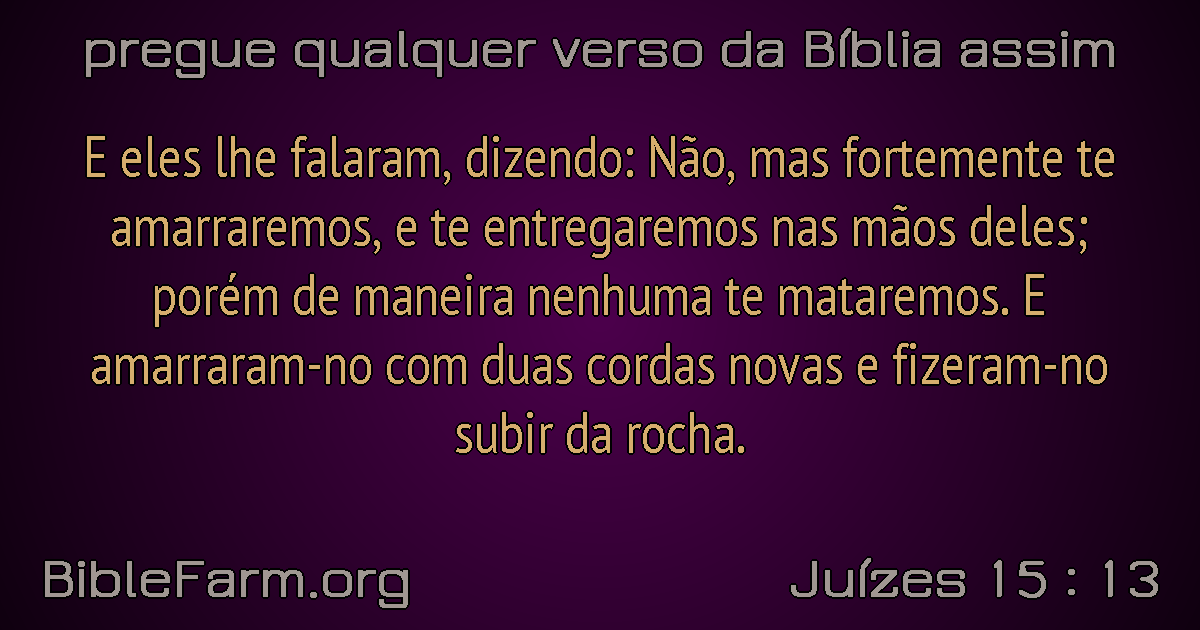 pregue qualquer verso da Bíblia assim
E eles lhe falaram, dizendo: Não, mas fortemente te
amarraremos, e te entregaremos nas mãos deles;
porém de maneira nenhuma te mataremos. E
amarraram-no com duas cordas novas e fizeram-no
subir da rocha.
BibleFarm.org
Juízes 15 : 13